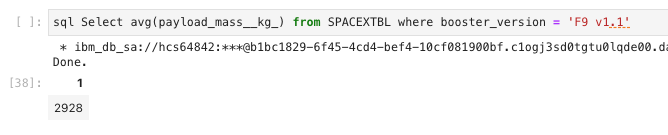 [ ]: sql Select avg(payload_mass__kg_) from SPACEXTBL where booster_version = 'F9 v1.1'
* ibm_db_sa://hcs64842:***@b1bc1829-6f45-4cd4-bef4-10cf081900bf.c1ogj3sd0tgtu0lqde00.da
Done.
[38]: 1
2928